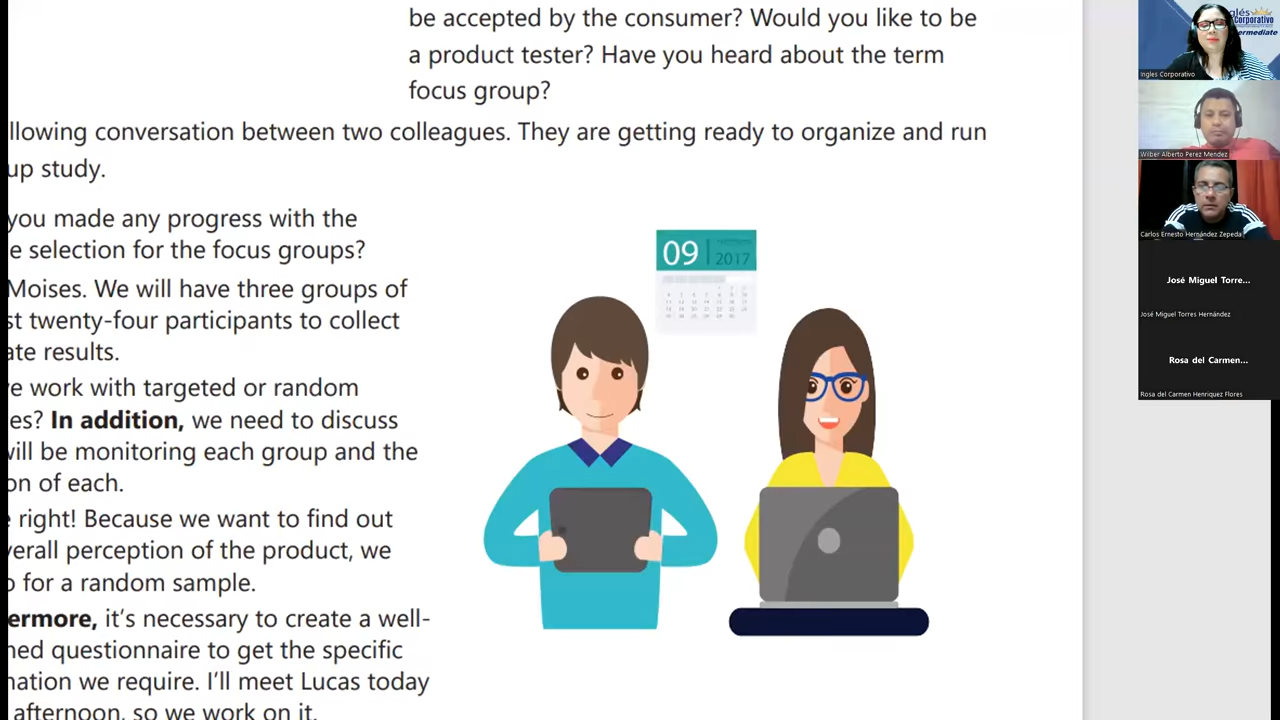 be accepted by the consumer? Would you like to be
a product tester? Have you heard about the term
focus group?
llowing conversation between two colleagues. They are getting ready to organize and run
up study.
you made any progress with the
e selection for the focus groups?
Moises. We will have three groups of
st twenty-four participants to collect
ate results.
ve work with targeted or random
es? In addition, we need to discuss
will be monitoring each group and the
on of each.
e right! Because we want to find out
verall perception of the product, we
o for a random sample.
ermore, it's necessary to create a well-
ned questionnaire to get the specific
mation we require. I'll meet Lucas today
afternoon, so we work on it.
09 2017
glés
Corporativo
ermediate
Ingles Corporativo
Wilber Alberto Perez Mendez
Carlos Ernesto Hernández Zepeda
José Miguel Torre...
José Miguel Torres Hernández
Rosa del Carmen...
Rosa del Carmen Henriquez Flores